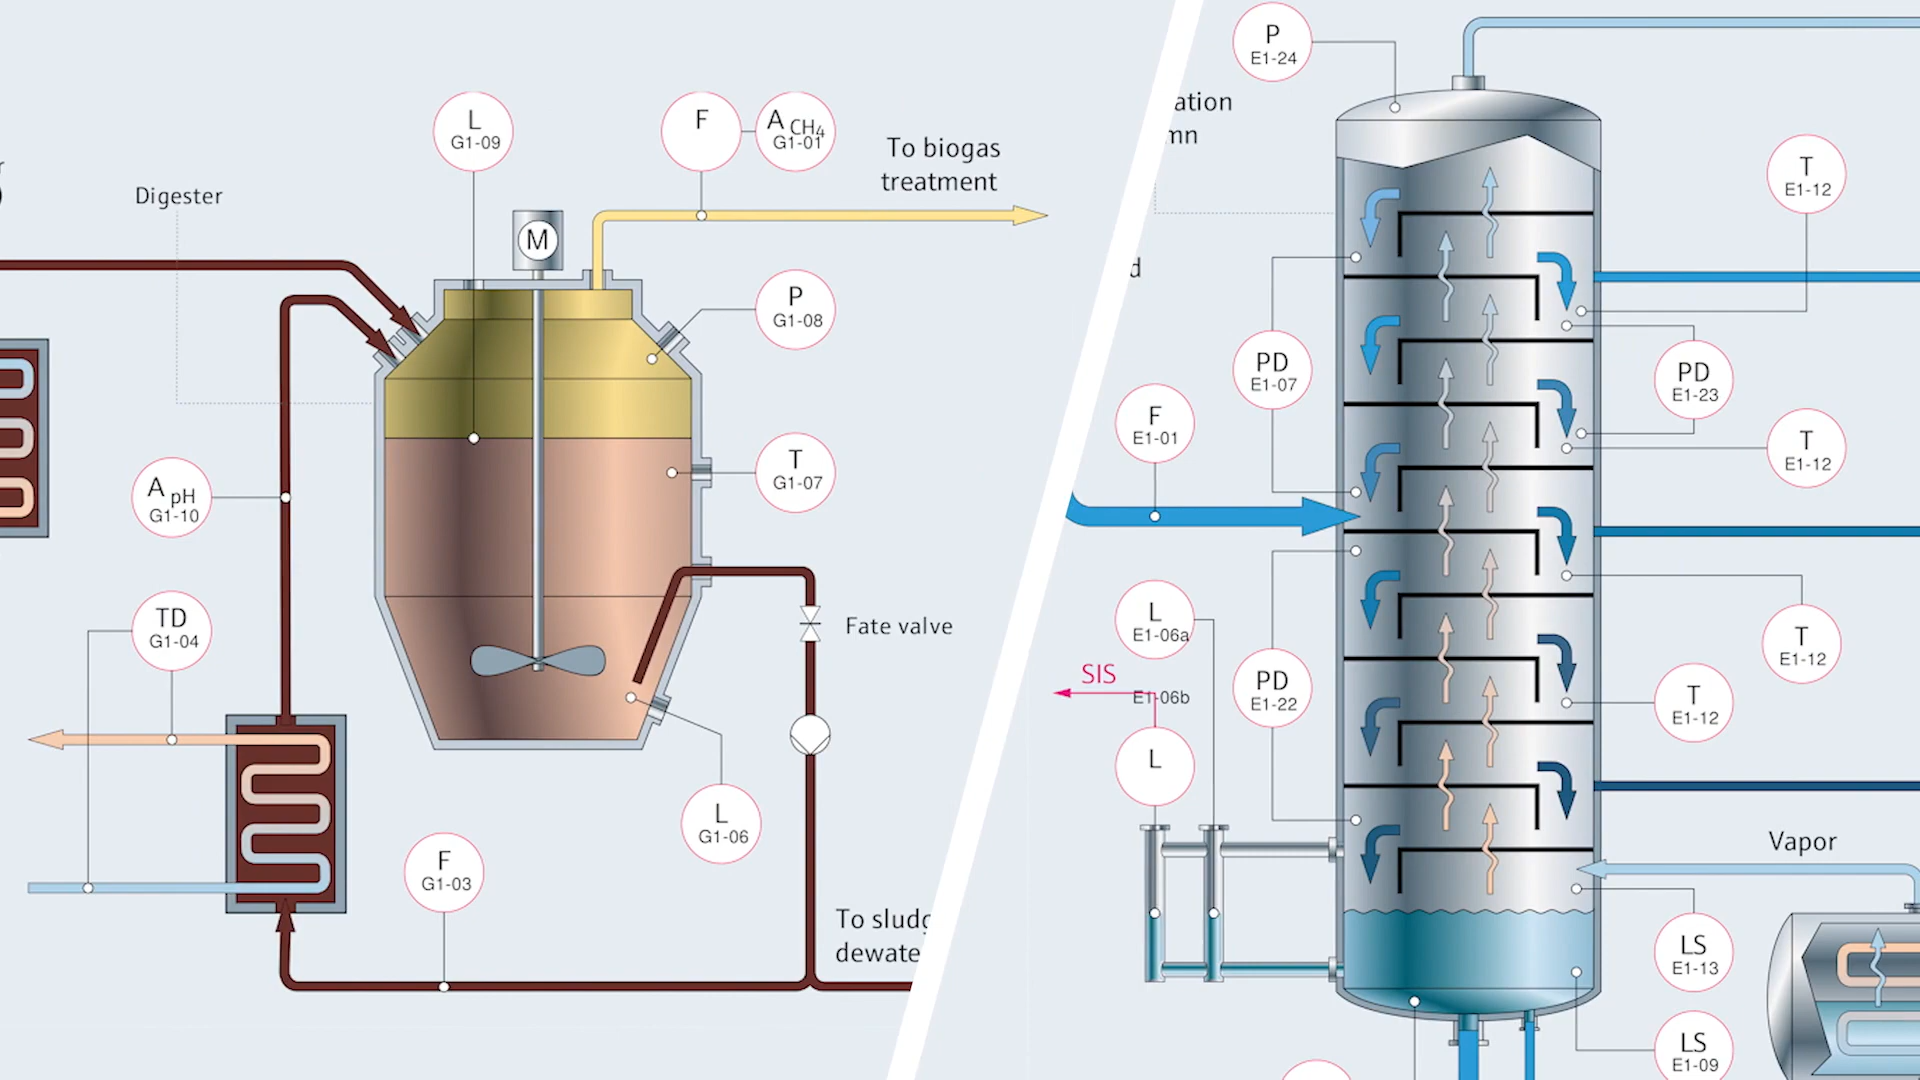 L
G1-09
F
A CH4
G1-01
To biogas
treatment
Digester
M
P
G1-08
T
G1-07
A pH
G1-10
TD
G1-04
Fate valve
L
G1-06
F
G1-03
To sludg
dewate
P
E1-24
ation
mn
d
T
E1-12
PD
E1-07
PD
E1-23
F
E1-01
T
E1-12
L
E1-06a
SIS
E1-06b
PD
E1-22
T
E1-12
T
E1-12
L
Vapor
LS
E1-13
LS
E1-09